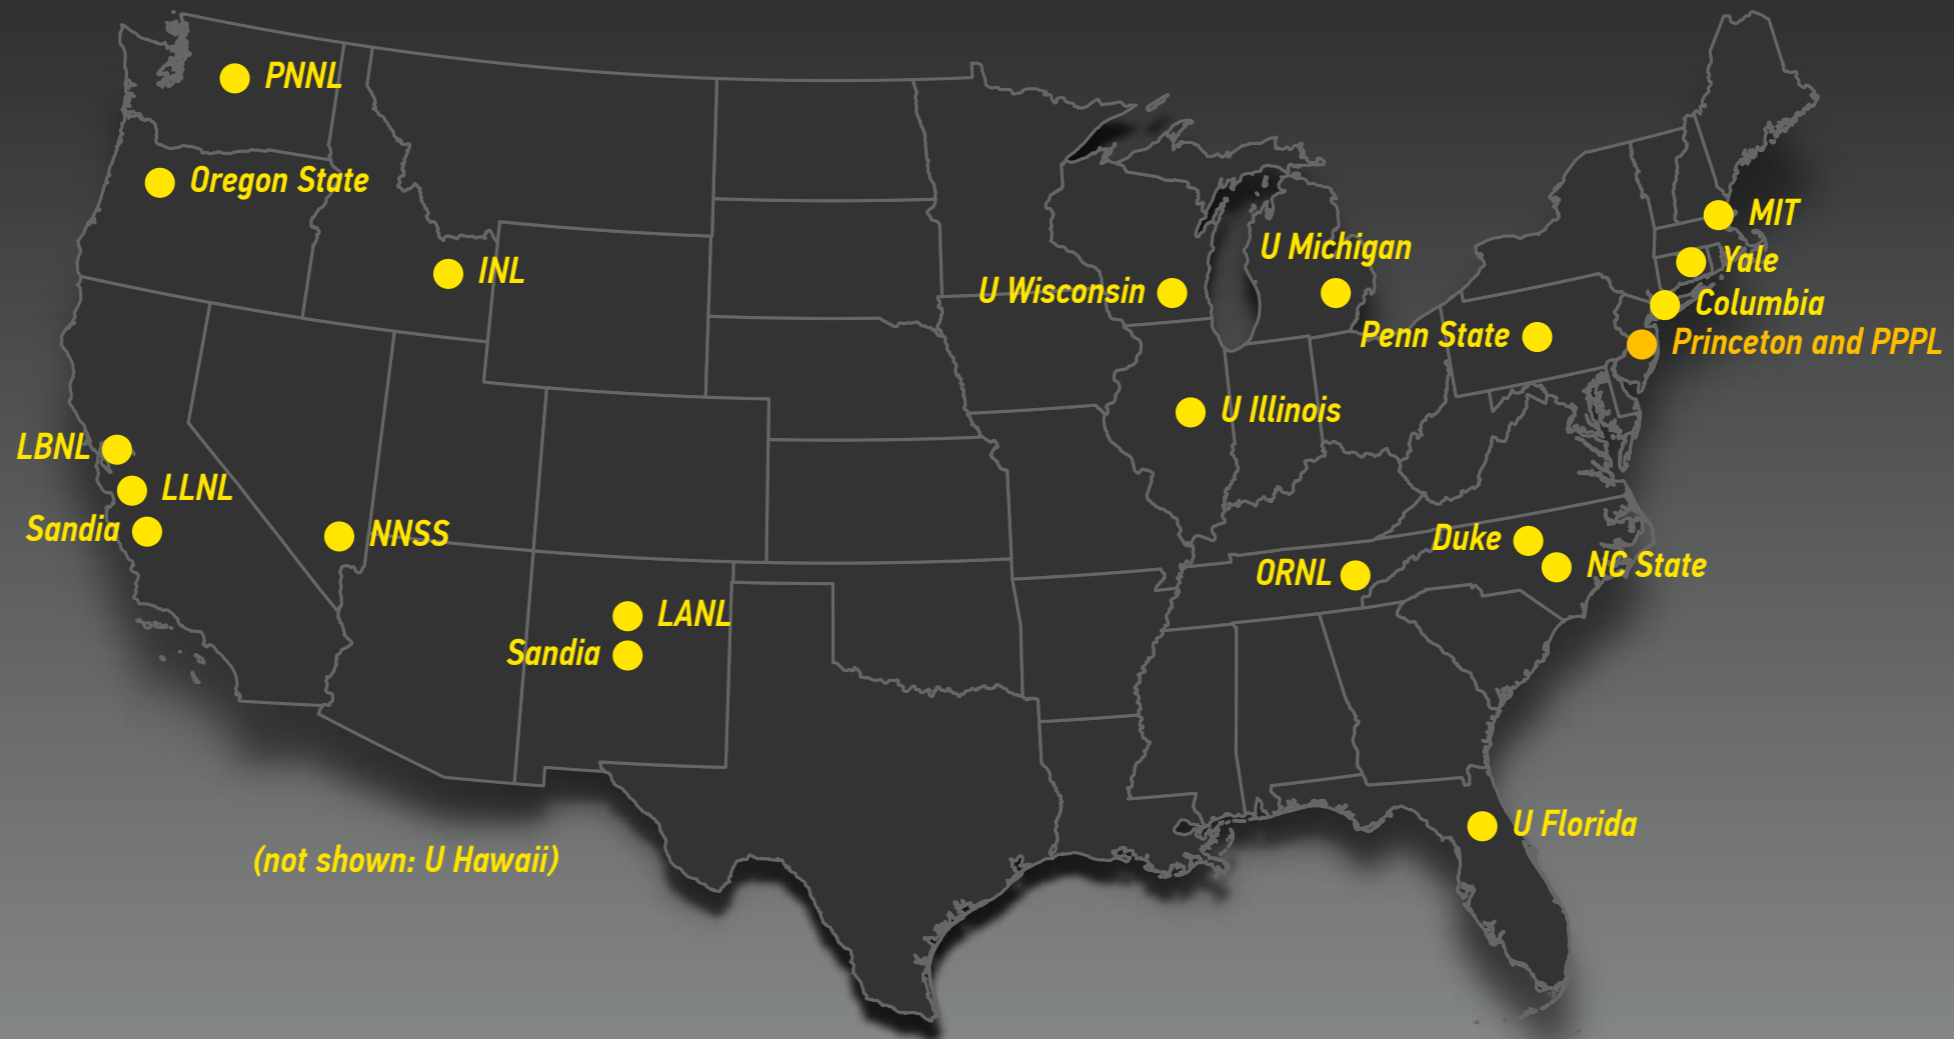 PNNL
Oregon State
MIT
U Michigan
Yale
INL
U Wisconsin
Columbia
Penn State
Princeton and PPPL
U Illinois
LBNL
LLNL
Sandia
NNSS
Duke
NC State
ORNL
LANL
Sandia
U Florida
(not shown: U Hawaii)